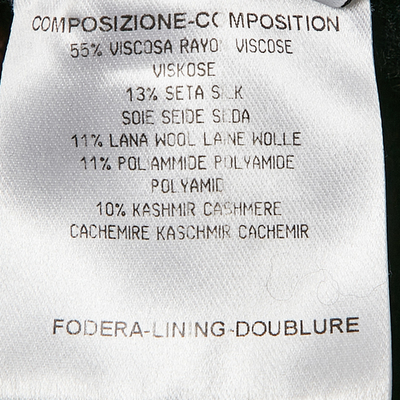 COMPOSIZIONE-COMPOSITION
55% VISCOSA RAYON VISCOSE
VISKOSE
13% SETA SILK
SOIE SEIDE SEDA
11% LANA WOOL LAINE WOLLE
11% POLIAMMIDE POLYAMIDE
POLYAMID
10% KASHMIR CASHMERE
CACHEMIRE KASCHMIR CACHEMIR
FODERA-LINING-DOUBLURE